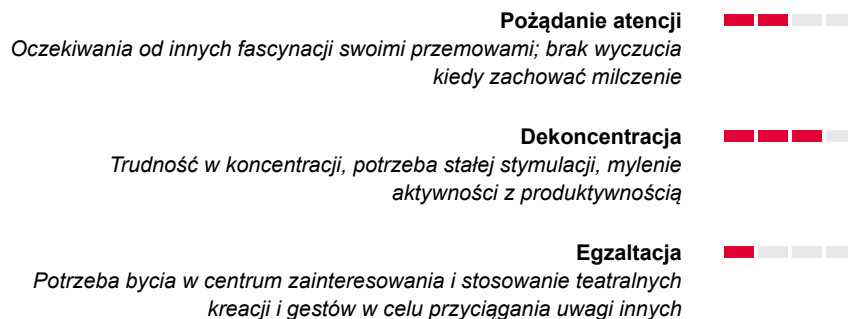 Pożądanie atencji
Oczekiwania od innych fascynacji swoimi przemowami; brak wyczucia
kiedy zachować milczenie
Dekoncentracja
Trudność w koncentracji, potrzeba stałej stymulacji, mylenie
aktywności z produktywnością
Egzaltacja
Potrzeba bycia w centrum zainteresowania i stosowanie teatralnych
kreacji i gestów w celu przyciągania uwagi innych